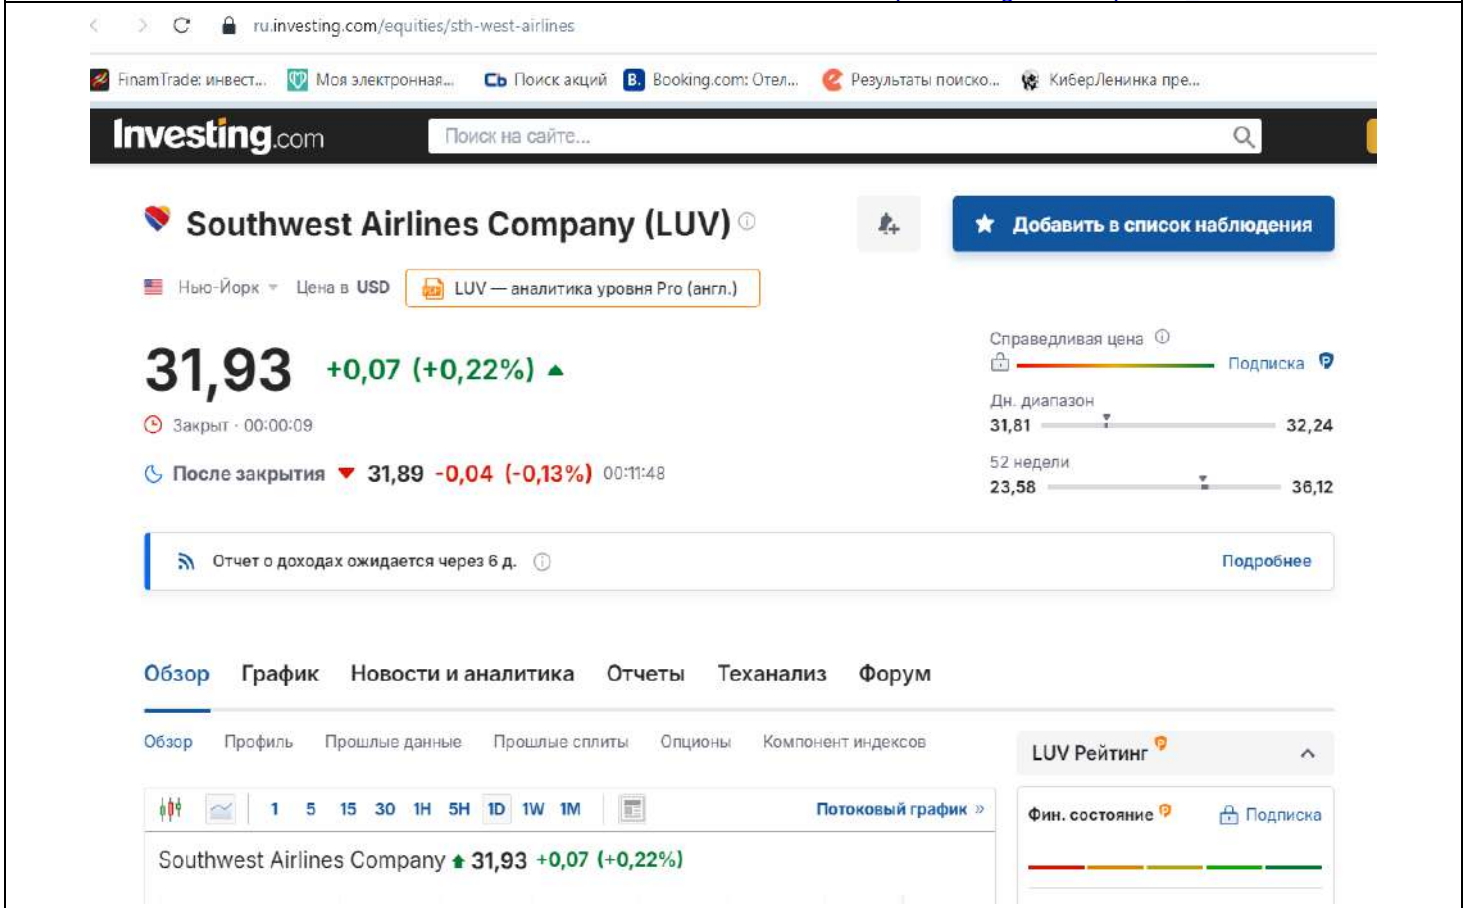 ru.investing.com/equities/sth-west-airlines
FinamTrade: инвест... Моя электронная... Сь Поиск акций B. Booking.com: Отел... Результаты поиско... КиберЛенинка пре...
Investing.com Поиск на сайте...
Southwest Airlines Company (LUV) Добавить в список наблюдения
Нью-Йорк Цена в USD LUV — аналитика уровня Pro (англ.)
31,93 +0,07 (+0,22%)
Закрыт · 00:00:09
После закрытия 31,89 -0,04 (-0,13%) 00:11:48
Справедливая цена
Подписка
Дн. диапазон
31,81 32,24
52 недели
23,58 36,12
Отчет о доходах ожидается через 6 д. Подробнее
Обзор График Новости и аналитика Отчеты Теханализ Форум
Обзор Профиль Прошлые данные Прошлые сплиты Опционы Компонент индексов
LUV Рейтинг
1 5 15 30 1H 5H 1D 1W 1M Потоковый график »
Фин. состояние Подписка
Southwest Airlines Company 31,93 +0,07 (+0,22%)